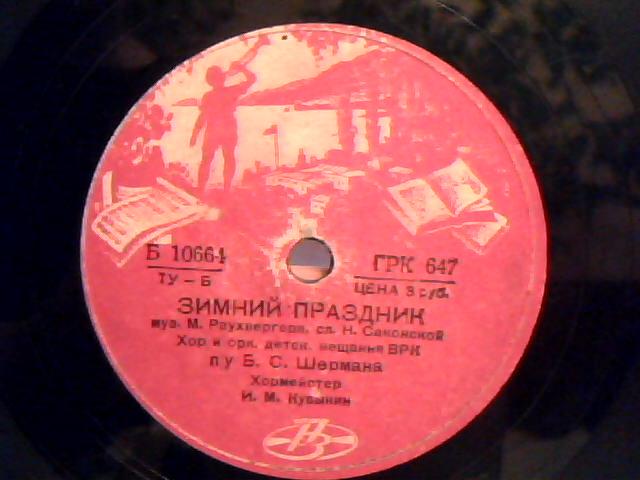 Б 10664
ГРК 647
ТУ – Б
ЦЕНА 3 руб.
ЗИМНИЙ ПРАЗДНИК
муз. М. Раухвергера, сл. Н. Саконской
Хор и орк. детск. вещания ВРК
п/у Б. С. Шермана
Хормейстер
И. М. Кувыкин